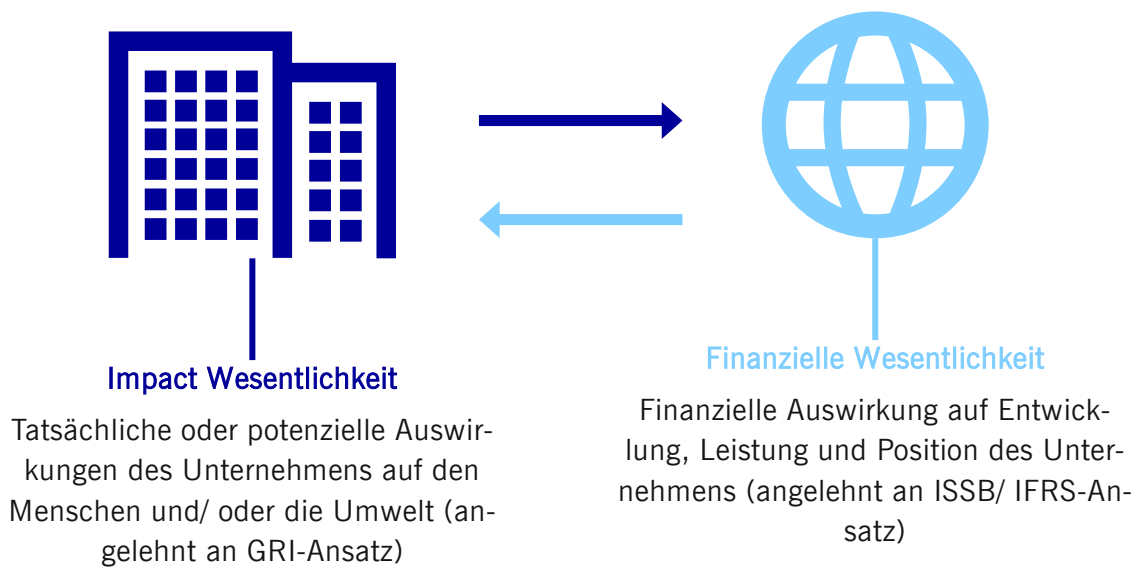 Impact Wesentlichkeit
Tatsächliche oder potenzielle Auswir-
kungen des Unternehmens auf den
Menschen und/ oder die Umwelt (an-
gelehnt an GRI-Ansatz)
Finanzielle Wesentlichkeit
Finanzielle Auswirkung auf Entwick-
lung, Leistung und Position des Unter-
nehmens (angelehnt an ISSB/ IFRS-An-
satz)